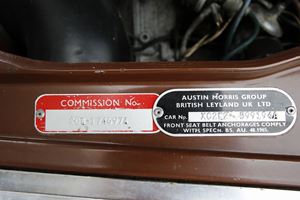 COMMISSION No.
AUSTIN MORRIS GROUP
BRITISH LEYLAND UK LTD
CAR No.
FRONT SEAT BELT ANCHORAGES COMPLY
WITH SPECN. BS. AU. 48.1965.